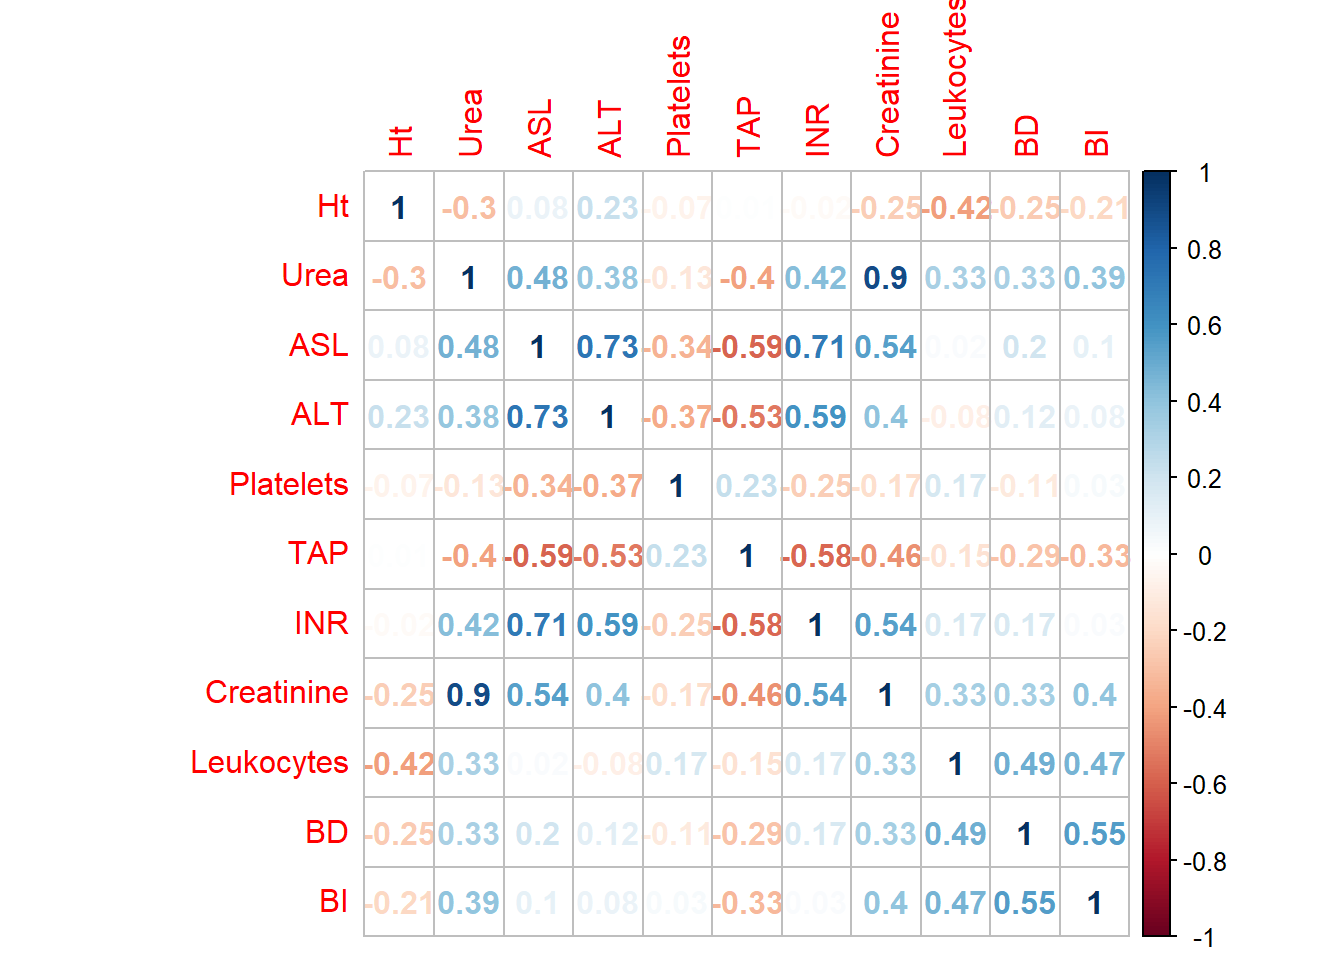 Ht Urea ASL ALT Platelets TAP INR Creatinine Leukocytes BD BI
Ht 1 -0.3 0.08 0.23 -0.07 -0.02 -0.25 -0.42 -0.25 -0.21
Urea -0.3 1 0.48 0.38 -0.13 -0.4 0.42 0.9 0.33 0.33 0.39
ASL 0.08 0.48 1 0.73 -0.34 -0.59 0.71 0.54 0.02 0.2 0.1
ALT 0.23 0.38 0.73 1 -0.37 -0.53 0.59 0.4 -0.08 0.12 0.08
Platelets -0.07 -0.13 -0.34 -0.37 1 0.23 -0.25 -0.17 0.17 -0.11 0.03
TAP -0.4 -0.59 -0.53 0.23 1 -0.58 -0.46 -0.15 -0.29 -0.33
INR -0.02 0.42 0.71 0.59 -0.25 -0.58 1 0.54 0.17 0.17 0.03
Creatinine -0.25 0.9 0.54 0.4 -0.17 -0.46 0.54 1 0.33 0.33 0.4
Leukocytes -0.42 0.33 0.02 -0.08 0.17 -0.15 0.17 0.33 1 0.49 0.47
BD -0.25 0.33 0.2 0.12 -0.11 -0.29 0.17 0.33 0.49 1 0.55
BI -0.21 0.39 0.1 0.08 0.03 -0.33 0.03 0.4 0.47 0.55 1
1
0.8
0.6
0.4
0.2
0
-0.2
-0.4
-0.6
-0.8
-1